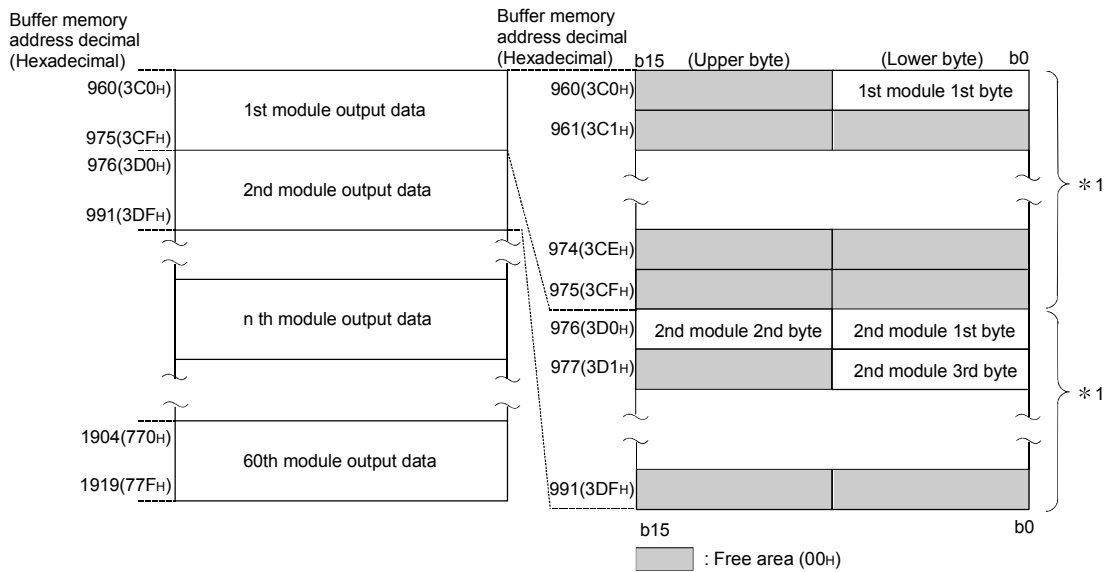 Buffer memory
address decimal
(Hexadecimal)
960(3C0H)
1st module output data
975(3CFH)
976(3D0H)
2nd module output data
991(3DFH)
n th module output data
1904(770H)
60th module output data
1919(77FH)
Buffer memory
address decimal
(Hexadecimal)
b15 (Upper byte) (Lower byte) b0
960(3C0H) 1st module 1st byte
961(3C1H)
＊1
974(3CEH)
975(3CFH)
976(3D0H) 2nd module 2nd byte 2nd module 1st byte
977(3D1H) 2nd module 3rd byte
＊1
991(3DFH)
b15 b0
: Free area (00H)